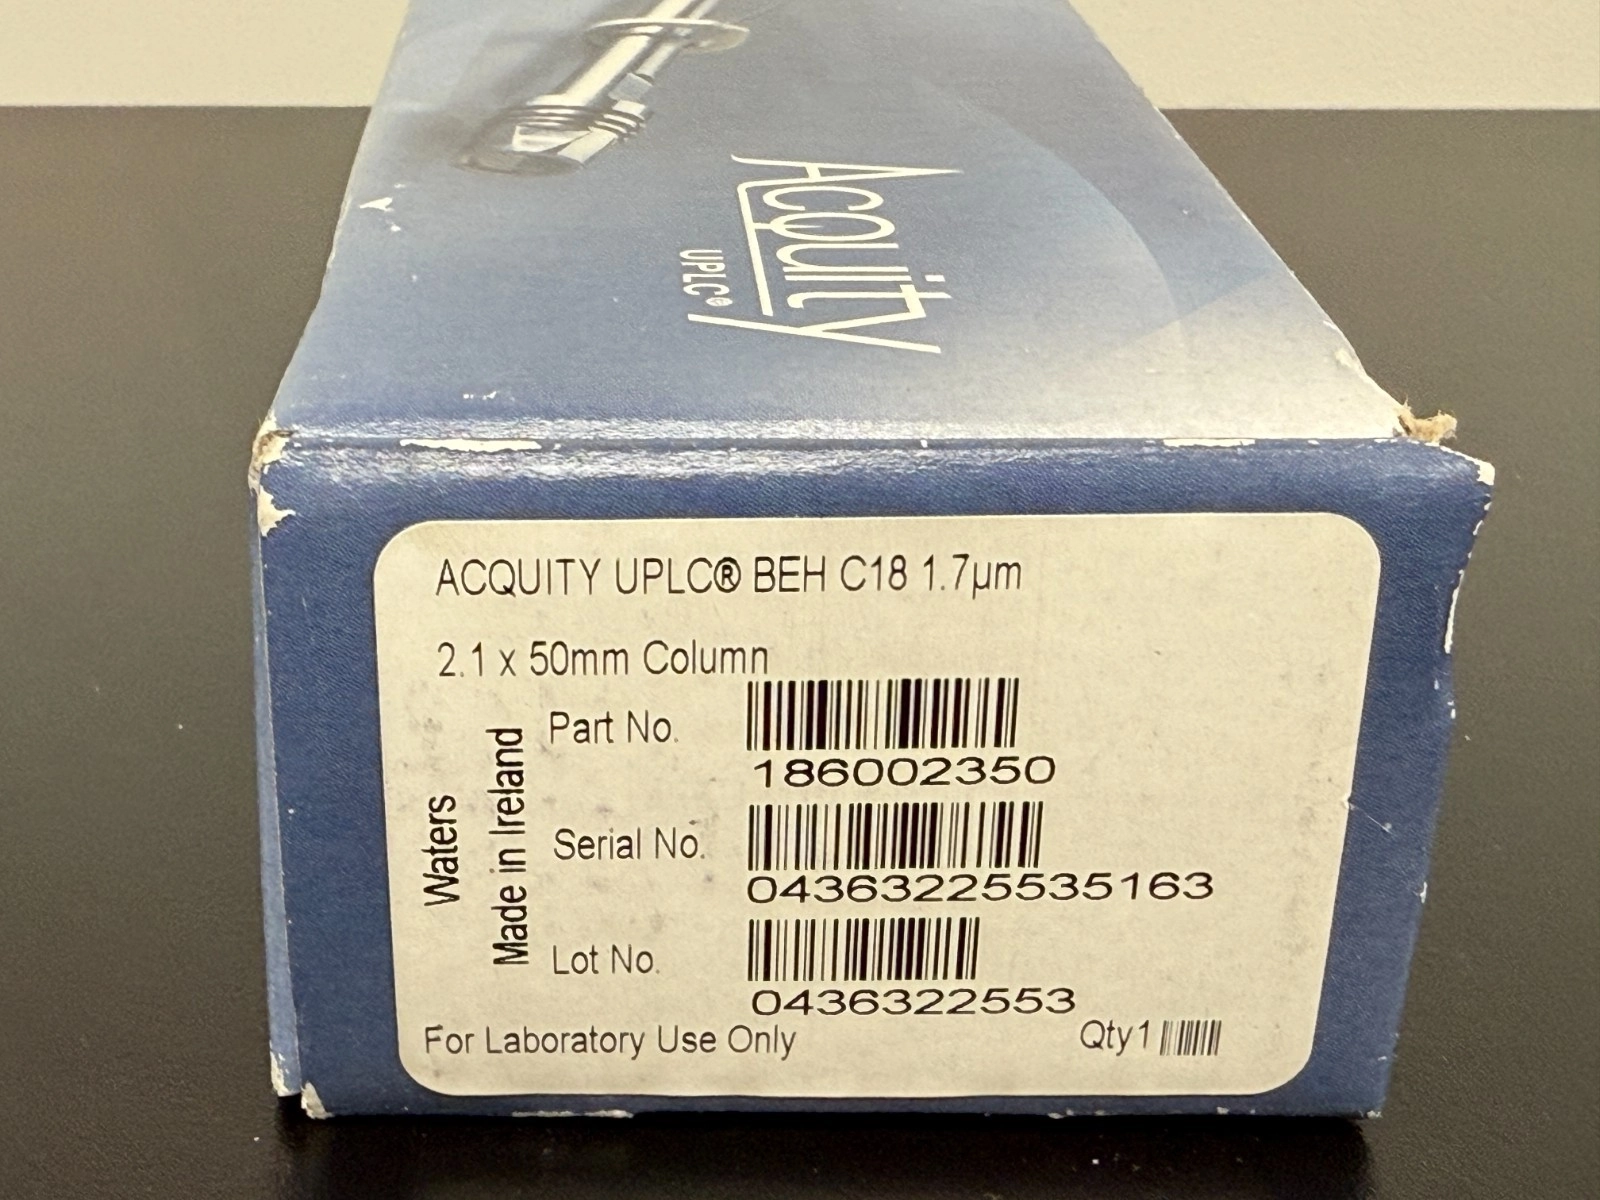 Acquity
UPLC®
ACQUITY UPLC® BEH C18 1.7µm
2.1 x 50mm Column
Part No.
186002350
Serial No.
04363225535163
Lot No.
0436322553
Waters
Made in Ireland
For Laboratory Use Only
Qty1